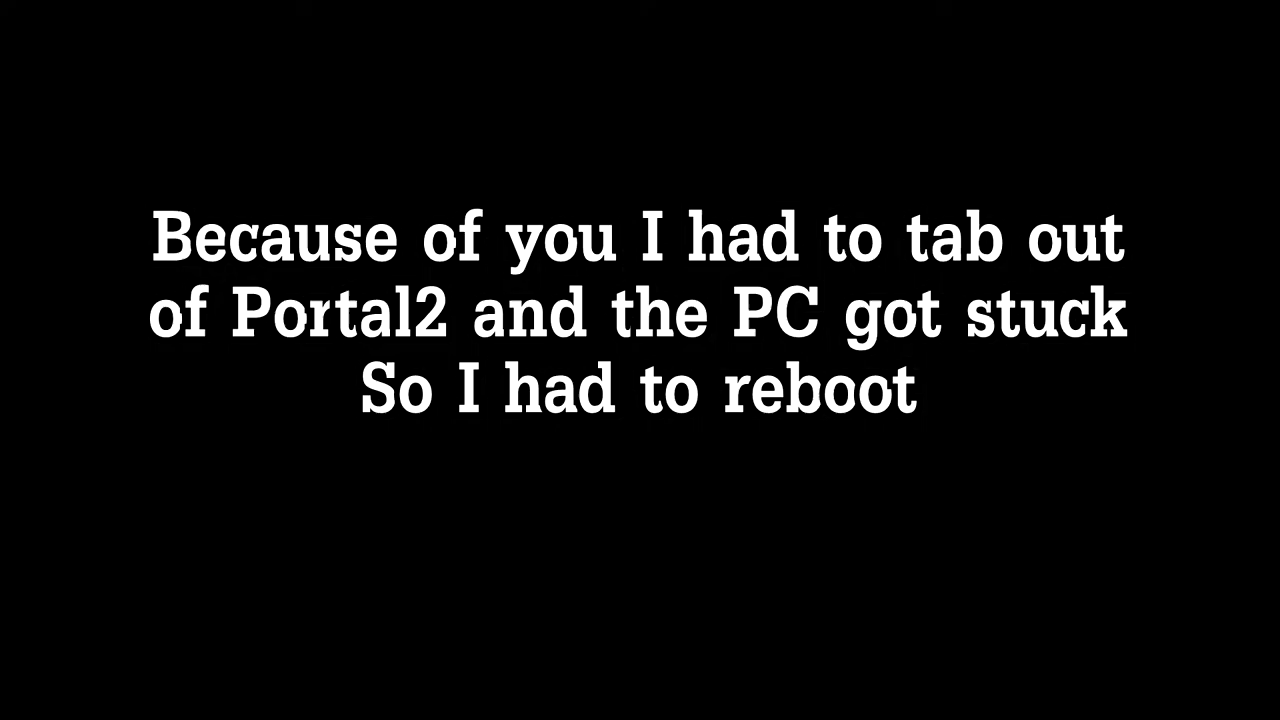 Because of you I had to tab out
of Portal2 and the PC got stuck
So I had to reboot